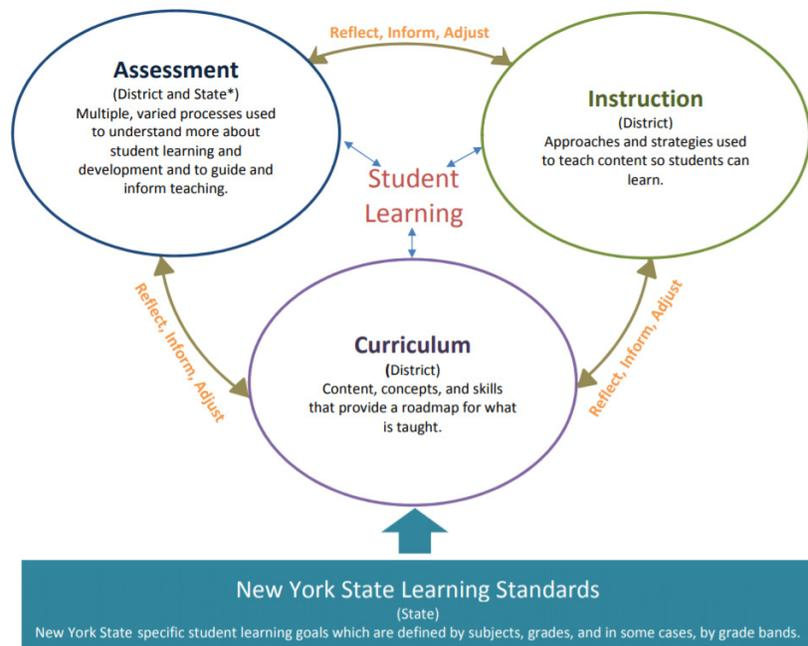 Reflect, Inform, Adjust
Assessment
(District and State*)
Multiple, varied processes used
to understand more about
student learning and
development and to guide and
inform teaching.
Instruction
(District)
Approaches and strategies used
to teach content so students can
learn.
Student
Learning
Reflect, Inform, Adjust
Reflect, Inform, Adjust
Curriculum
(District)
Content, concepts, and skills
that provide a roadmap for what
is taught.
New York State Learning Standards
(State)
New York State specific student learning goals which are defined by subjects, grades, and in some cases, by grade bands.